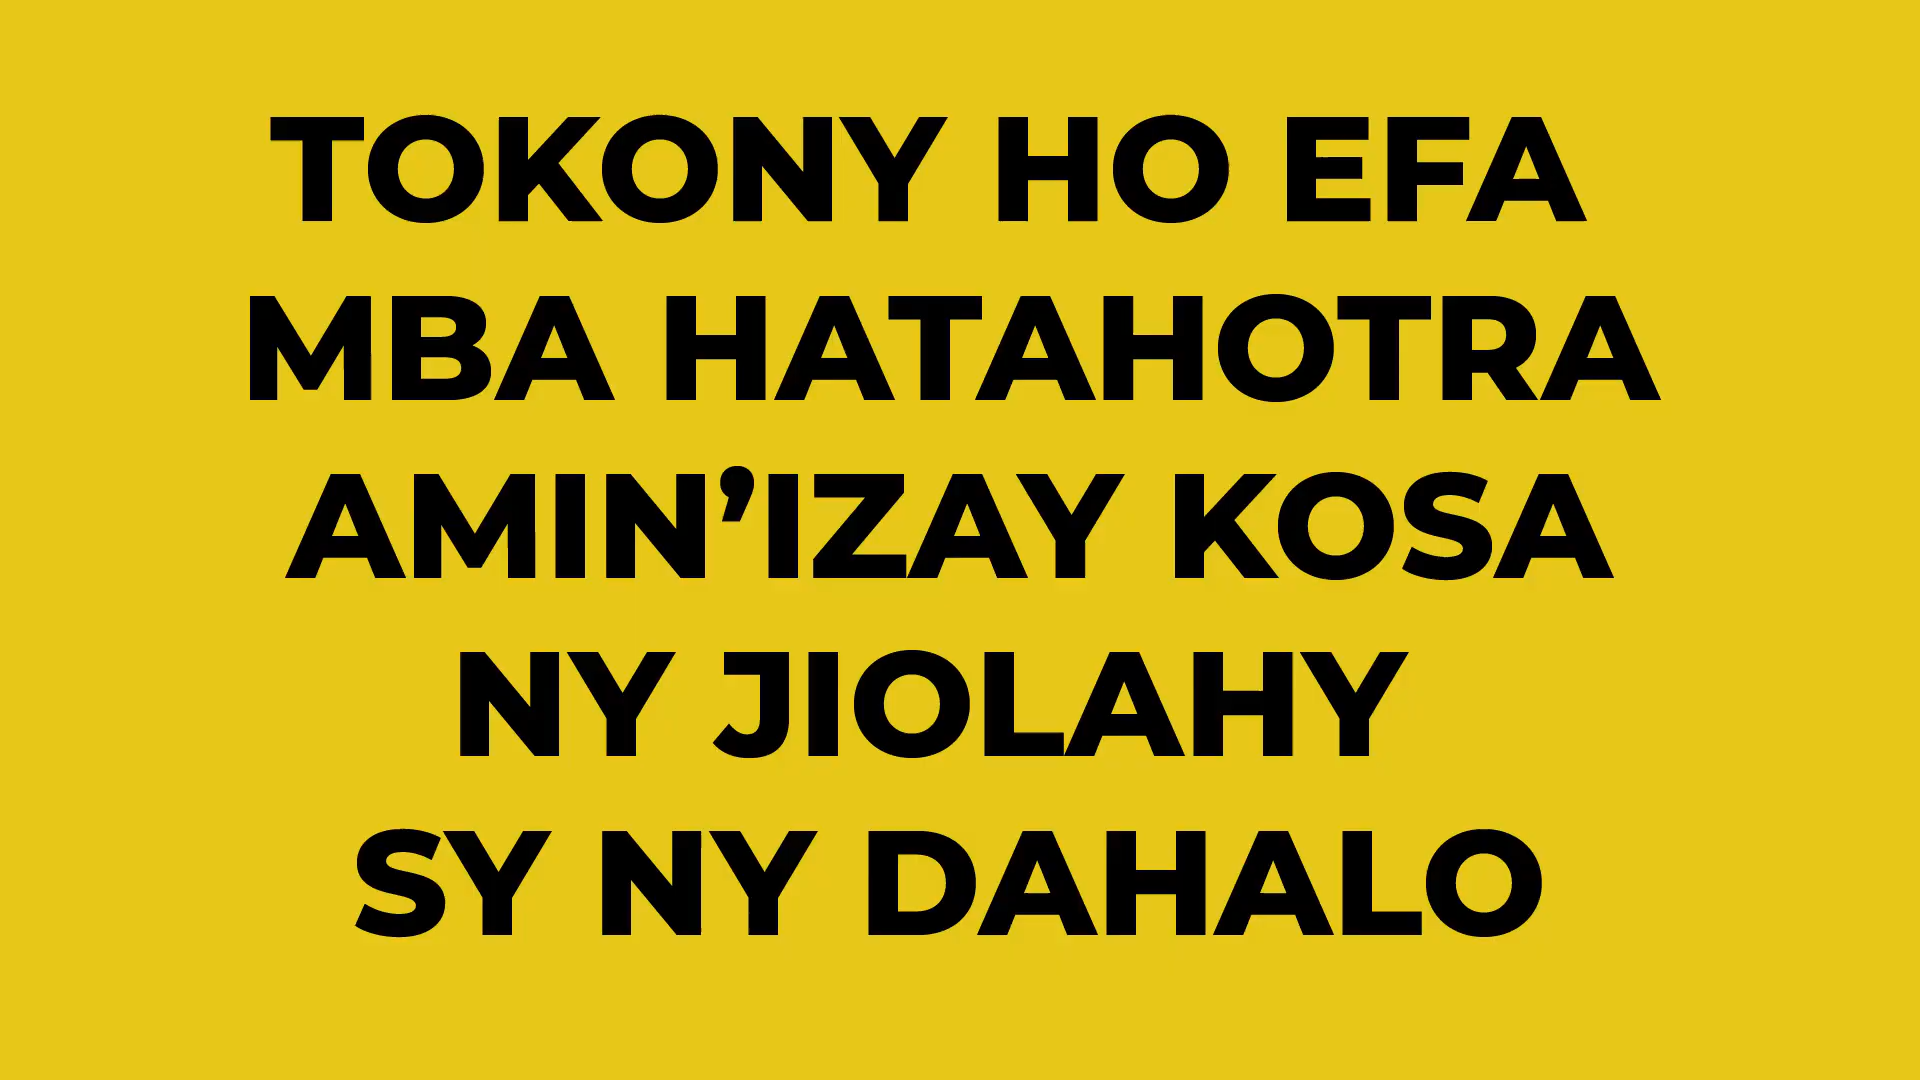 TOKONY HO EFA
MBA HATAHOTRA
AMIN’IZAY KOSA
NY JIOLAHY
SY NY DAHALO